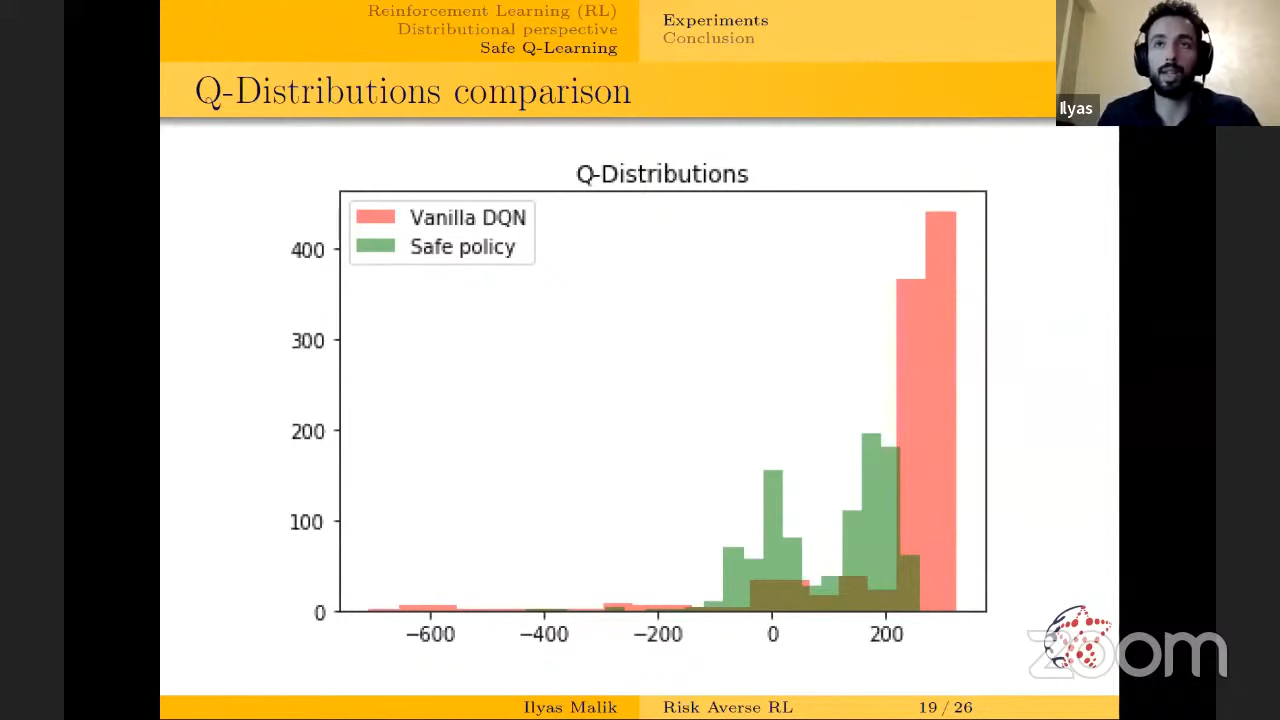 Reinforcement Learning (RL)
Distributional perspective
Safe Q-Learning
Experiments
Conclusion
Q-Distributions comparison
Ilyas
Q-Distributions
Vanilla DQN
Safe policy
400
300
200
100
0
−600
−400
−200
0
200
zoom
Ilyas Malik
Risk Averse RL
19 / 26